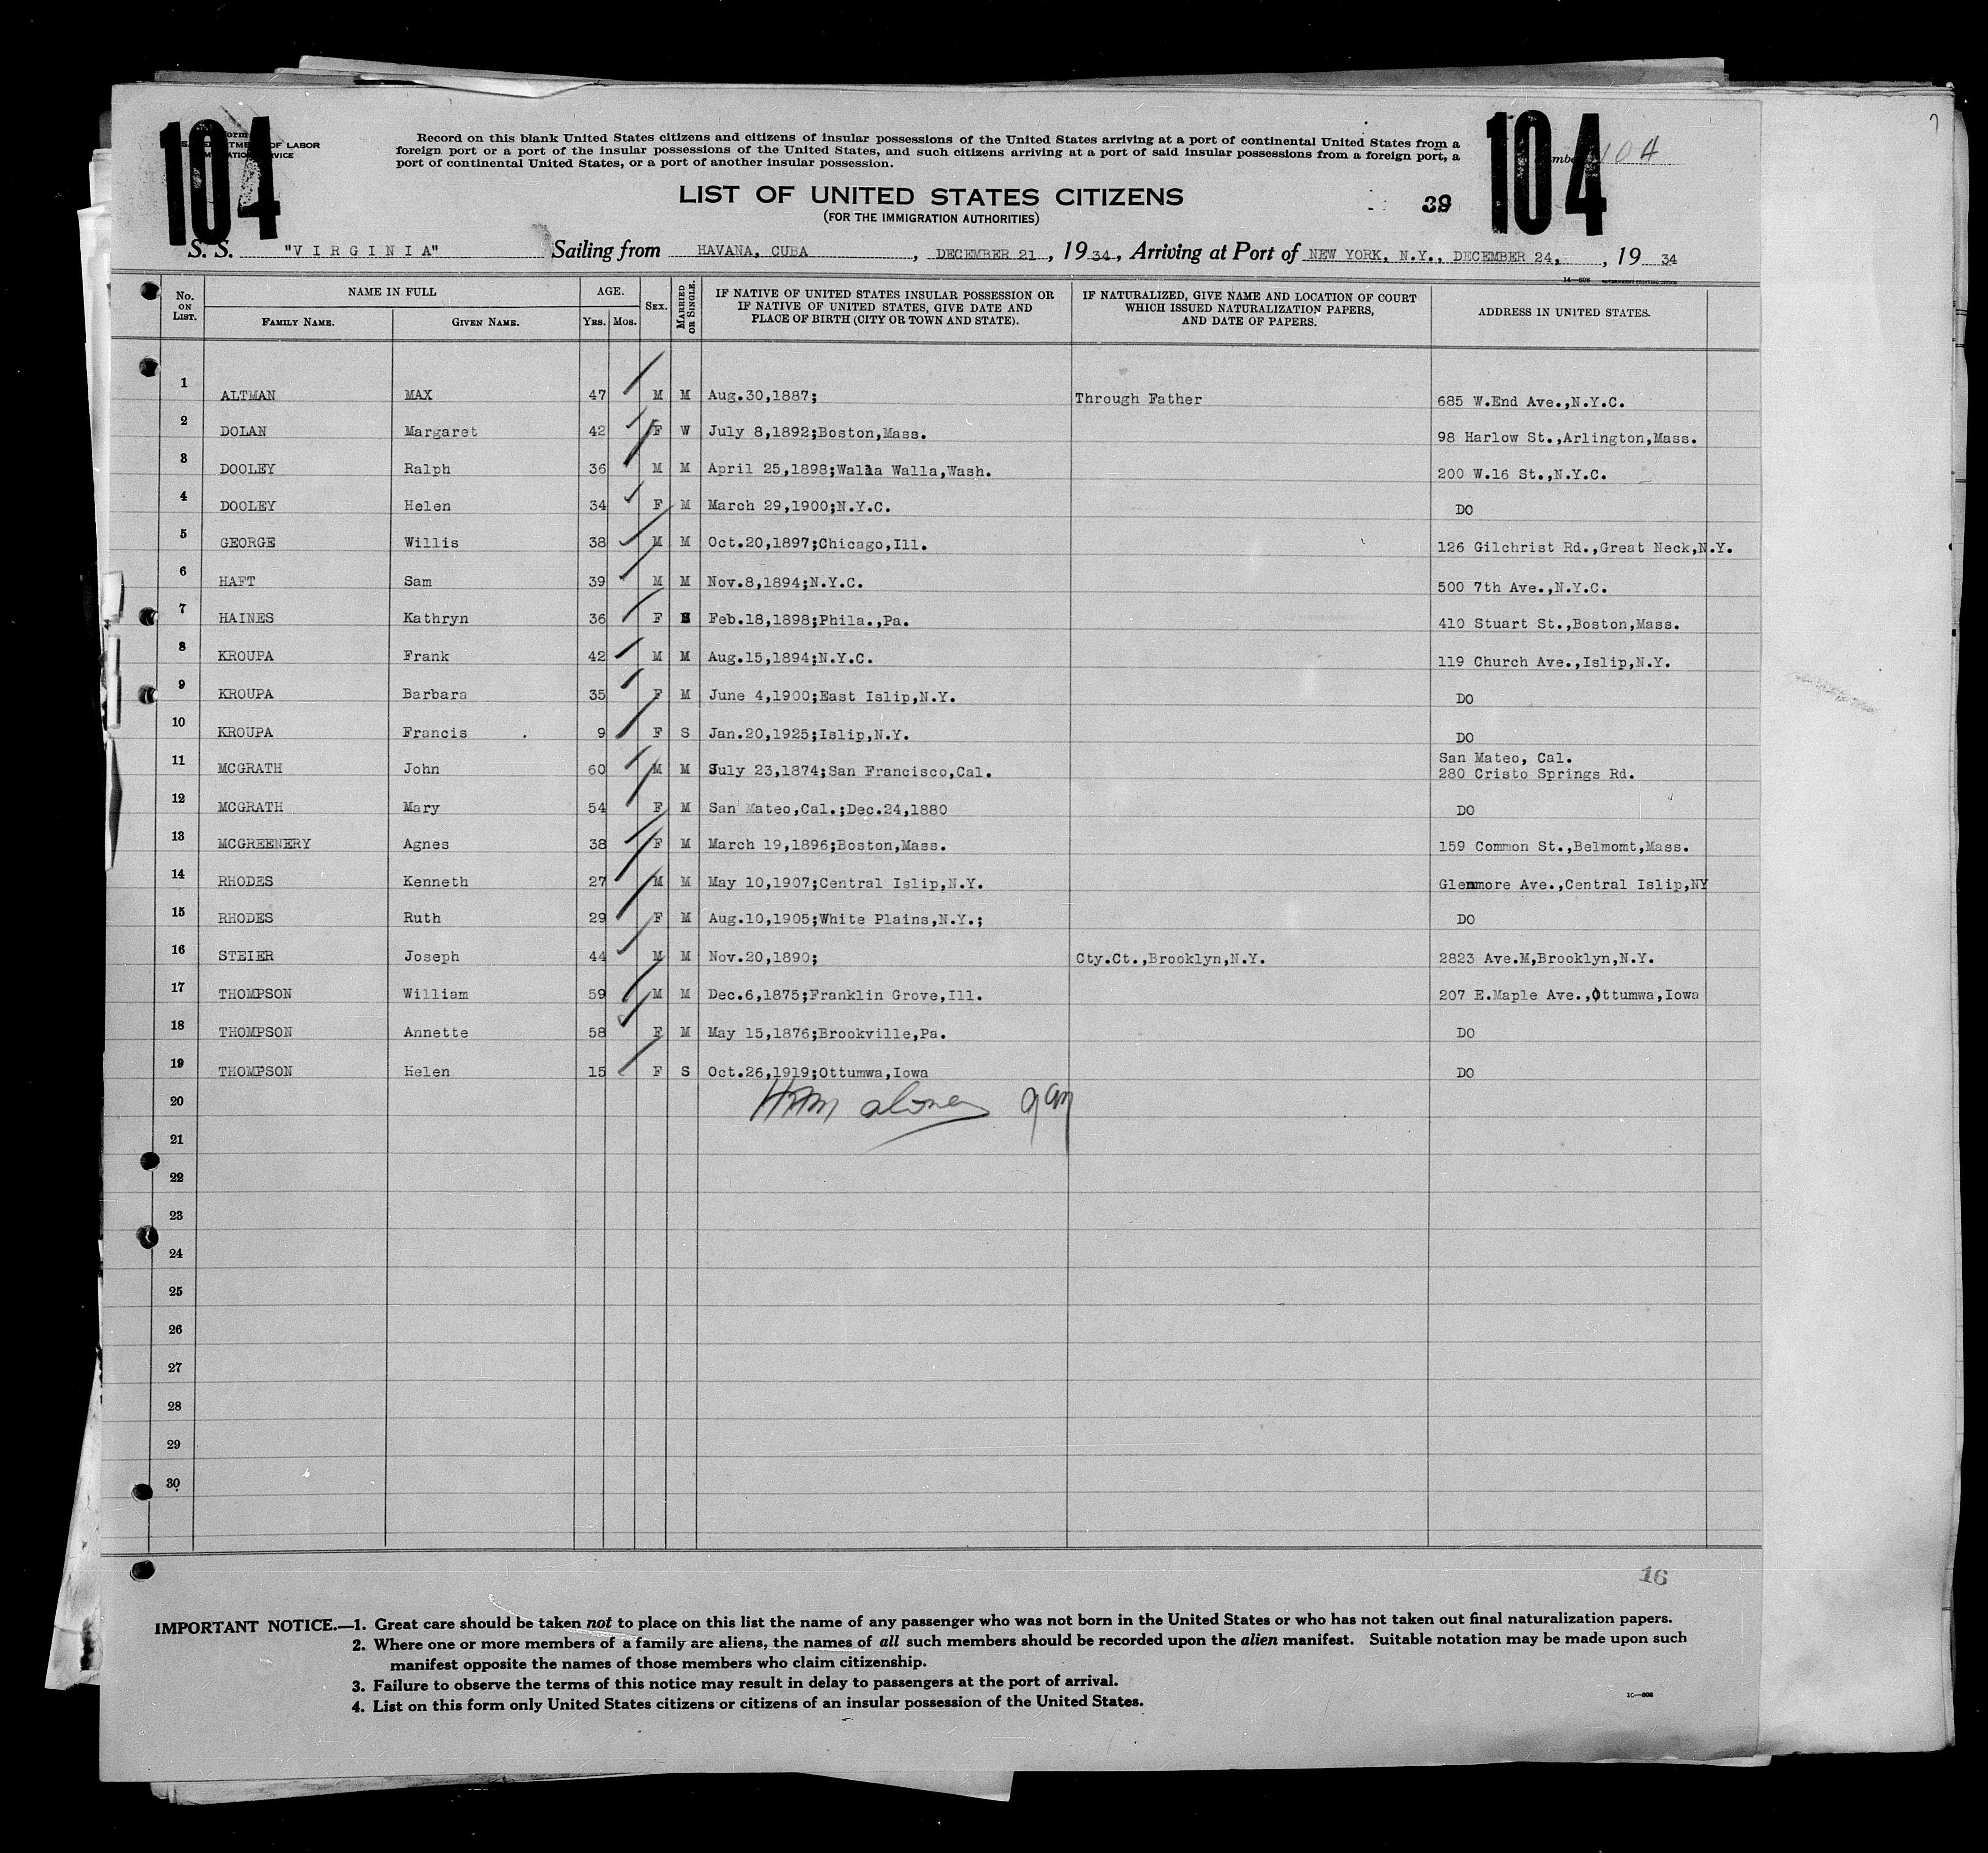 104
104
OF LABOR
SERVICE
Record on this blank United States citizens and citizens of insular possessions of the United States arriving at a port of continental United States from a
foreign port or a port of the insular possessions of the United States, and such citizens arriving at a port of said insular possessions from a foreign port, a
port of continental United States, or a port of another insular possession.
104
LIST OF UNITED STATES CITIZENS
(FOR THE IMMIGRATION AUTHORITIES)
39
S. S. "VIRGINIA" Sailing from HAVANA, CUBA, DECEMBER 21, 1934, Arriving at Port of NEW YORK, N.Y., DECEMBER 24, , 19 34
No. ON LIST. NAME IN FULL AGE. SEX. MARRIED OR SINGLE. IF NATIVE OF UNITED STATES INSULAR POSSESSION OR IF NATIVE OF UNITED STATES, GIVE DATE AND PLACE OF BIRTH (CITY OR TOWN AND STATE). IF NATURALIZED, GIVE NAME AND LOCATION OF COURT WHICH ISSUED NATURALIZATION PAPERS, AND DATE OF PAPERS. ADDRESS IN UNITED STATES.
FAMILY NAME. GIVEN NAME. YRS. MOS.
1 ALTMAN MAX 47 M M Aug.30,1887; Through Father 685 W.End Ave.,N.Y.C.
2 DOLAN Margaret 42 F W July 8,1892;Boston,Mass. 98 Harlow St.,Arlington,Mass.
3 DOOLEY Ralph 36 M M April 25,1898;Walla Walla,Wash. 200 W.16 St.,N.Y.C.
4 DOOLEY Helen 34 F M March 29,1900;N.Y.C. DO
5 GEORGE Willis 38 M M Oct.20,1897;Chicago,Ill. 126 Gilchrist Rd.,Great Neck,N.Y.
6 HAFT Sam 39 M M Nov.8,1894;N.Y.C. 500 7th Ave.,N.Y.C.
7 HAINES Kathryn 36 F S Feb.18,1898;Phila.,Pa. 410 Stuart St.,Boston,Mass.
8 KROUPA Frank 42 M M Aug.15,1894;N.Y.C. 119 Church Ave.,Islip,N.Y.
9 KROUPA Barbara 35 F M June 4,1900;East Islip,N.Y. DO
10 KROUPA Francis 9 F S Jan.20,1925;Islip,N.Y. DO
11 MCGRATH John 60 M M July 23,1874;San Francisco,Cal. San Mateo, Cal.
280 Cristo Springs Rd.
12 MCGRATH Mary 54 F M San Mateo,Cal.;Dec.24,1880 DO
13 MCGREENERY Agnes 38 F M March 19,1896;Boston,Mass. 159 Common St.,Belmomt,Mass.
14 RHODES Kenneth 27 M M May 10,1907;Central Islip,N.Y. Glenmore Ave.,Central Islip,NY
15 RHODES Ruth 29 F M Aug.10,1905;White Plains,N.Y.; DO
16 STEIER Joseph 44 M M Nov.20,1890; Cty.Ct.,Brooklyn,N.Y. 2823 Ave.M,Brooklyn,N.Y.
17 THOMPSON William 59 M M Dec.6,1875;Franklin Grove,Ill. 207 E.Maple Ave.,Ottumwa,Iowa
18 THOMPSON Annette 58 F M May 15,1876;Brookville,Pa. DO
19 THOMPSON Helen 15 F S Oct.26,1919;Ottumwa,Iowa DO
20
21
22
23
24
25
26
27
28
29
30
16
IMPORTANT NOTICE.—1. Great care should be taken not to place on this list the name of any passenger who was not born in the United States or who has not taken out final naturalization papers.
2. Where one or more members of a family are aliens, the names of all such members should be recorded upon the alien manifest. Suitable notation may be made upon such
manifest opposite the names of those members who claim citizenship.
3. Failure to observe the terms of this notice may result in delay to passengers at the port of arrival.
4. List on this form only United States citizens or citizens of an insular possession of the United States.